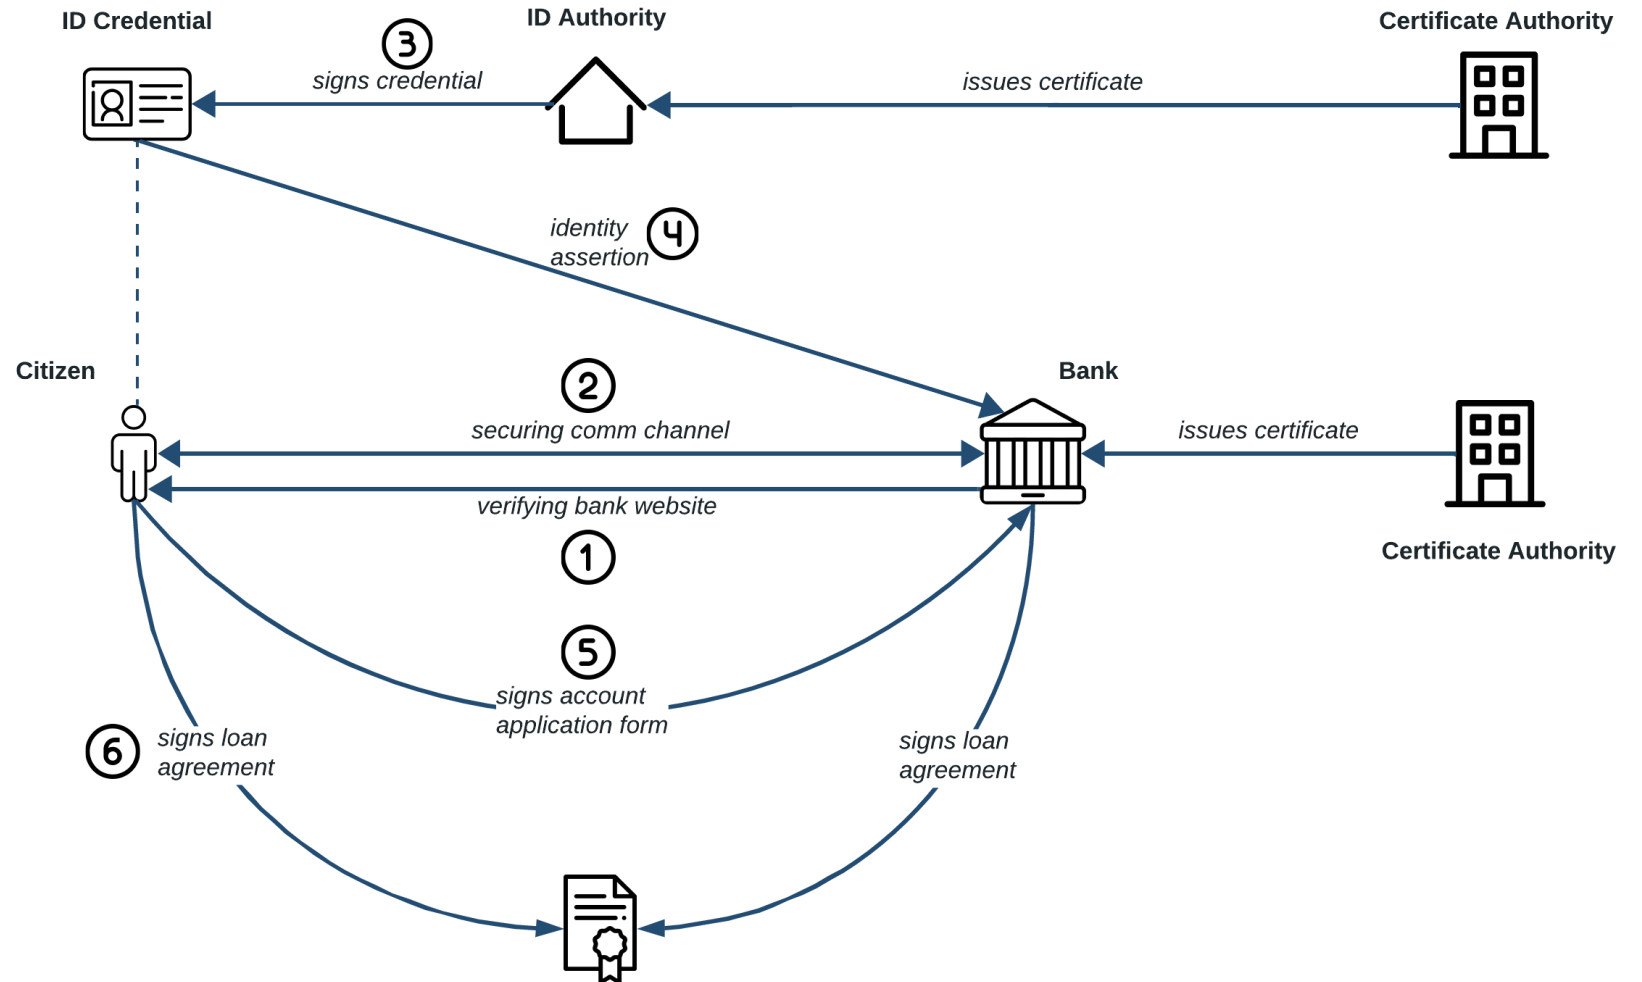 ID Credential
ID Authority
Certificate Authority
3
signs credential
issues certificate
identity
assertion
4
Citizen
Bank
2
securing comm channel
issues certificate
verifying bank website
1
Certificate Authority
5
signs account
application form
6
signs loan
agreement
signs loan
agreement